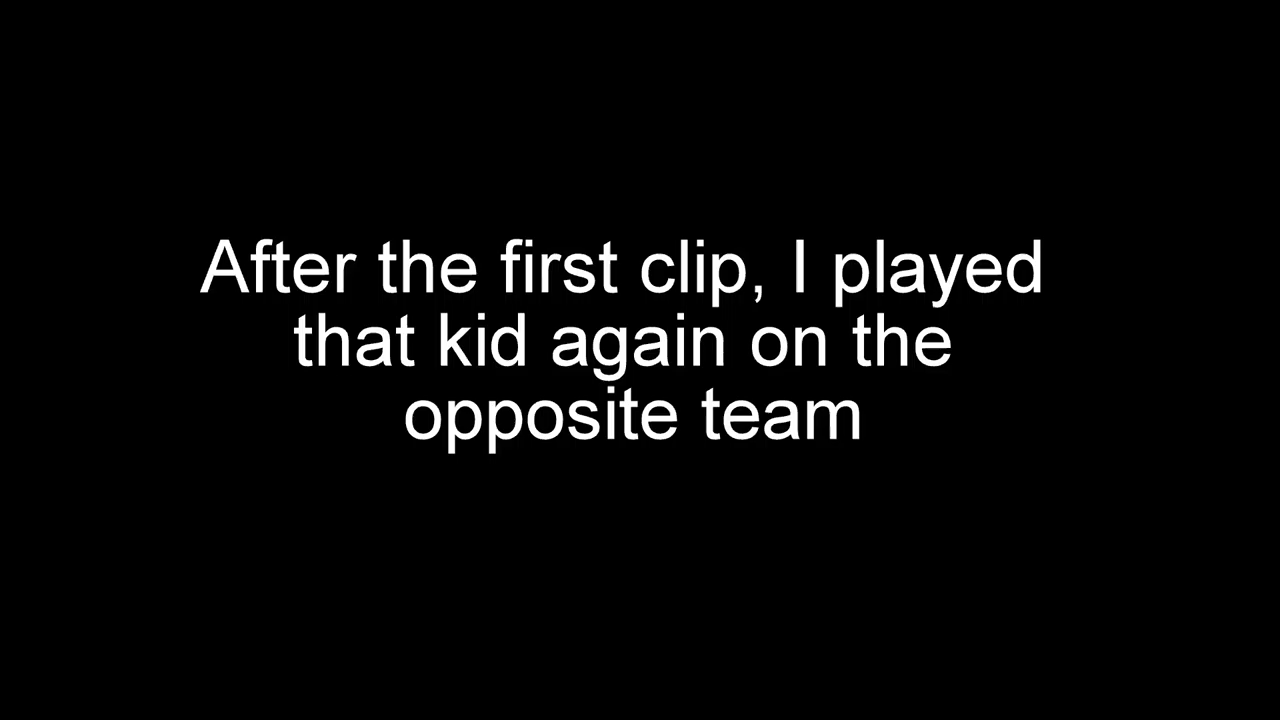 After the first clip, I played
that kid again on the
opposite team